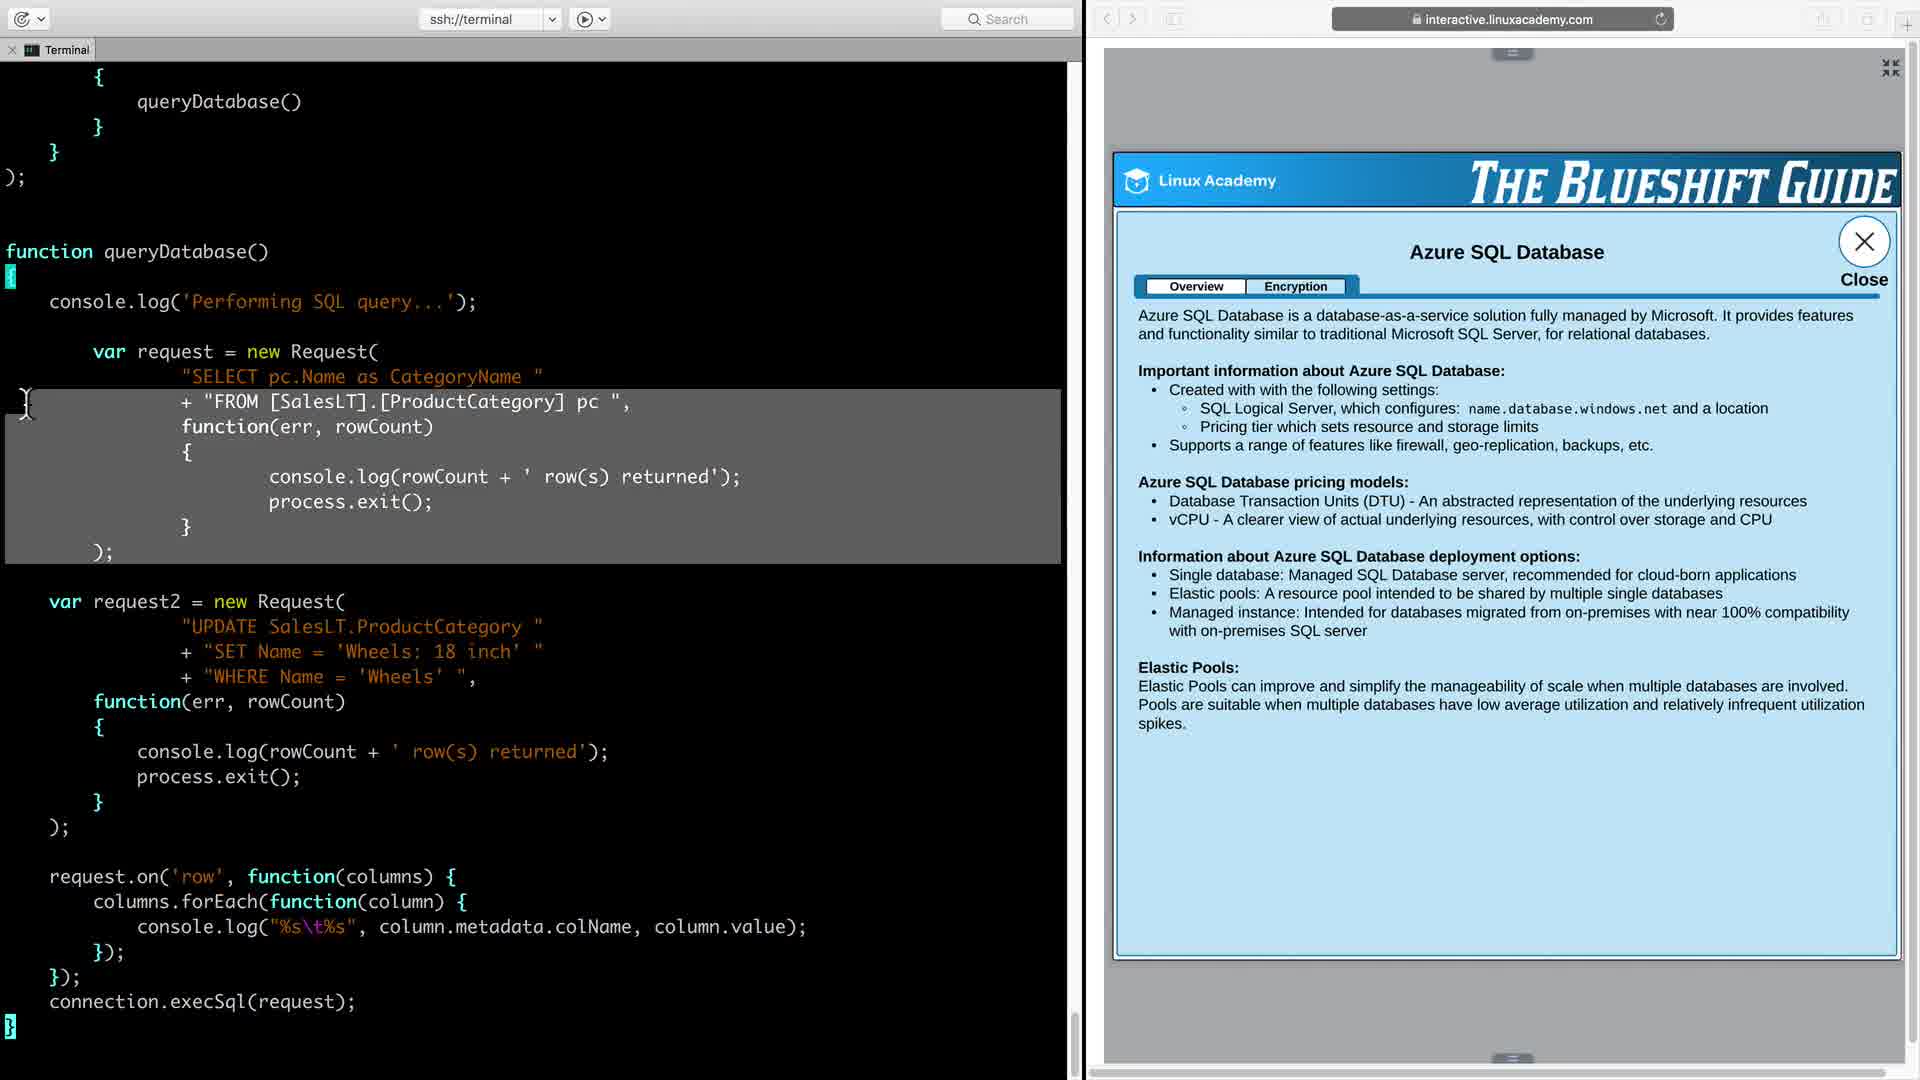 ssh://terminal
Search
Terminal
{
queryDatabase()
}
}
);
function queryDatabase()
{
console.log('Performing SQL query...');
var request = new Request(
"SELECT pc.Name as CategoryName "
+ "FROM [SalesLT].[ProductCategory] pc ",
function(err, rowCount)
{
console.log(rowCount + ' row(s) returned');
process.exit();
}
);
var request2 = new Request(
"UPDATE SalesLT.ProductCategory "
+ "SET Name = 'Wheels: 18 inch' "
+ "WHERE Name = 'Wheels' ",
function(err, rowCount)
{
console.log(rowCount + ' row(s) returned');
process.exit();
}
);
request.on('row', function(columns) {
columns.forEach(function(column) {
console.log("%s\t%s", column.metadata.colName, column.value);
});
});
connection.execSql(request);
}
interactive.linuxacademy.com
Linux Academy
THE BLUESHIFT GUIDE
Azure SQL Database
Close
Overview
Encryption
Azure SQL Database is a database-as-a-service solution fully managed by Microsoft. It provides features
and functionality similar to traditional Microsoft SQL Server, for relational databases.
Important information about Azure SQL Database:
• Created with with the following settings:
◦ SQL Logical Server, which configures: name.database.windows.net and a location
◦ Pricing tier which sets resource and storage limits
• Supports a range of features like firewall, geo-replication, backups, etc.
Azure SQL Database pricing models:
• Database Transaction Units (DTU) - An abstracted representation of the underlying resources
• vCPU - A clearer view of actual underlying resources, with control over storage and CPU
Information about Azure SQL Database deployment options:
• Single database: Managed SQL Database server, recommended for cloud-born applications
• Elastic pools: A resource pool intended to be shared by multiple single databases
• Managed instance: Intended for databases migrated from on-premises with near 100% compatibility
with on-premises SQL server
Elastic Pools:
Elastic Pools can improve and simplify the manageability of scale when multiple databases are involved.
Pools are suitable when multiple databases have low average utilization and relatively infrequent utilization
spikes.